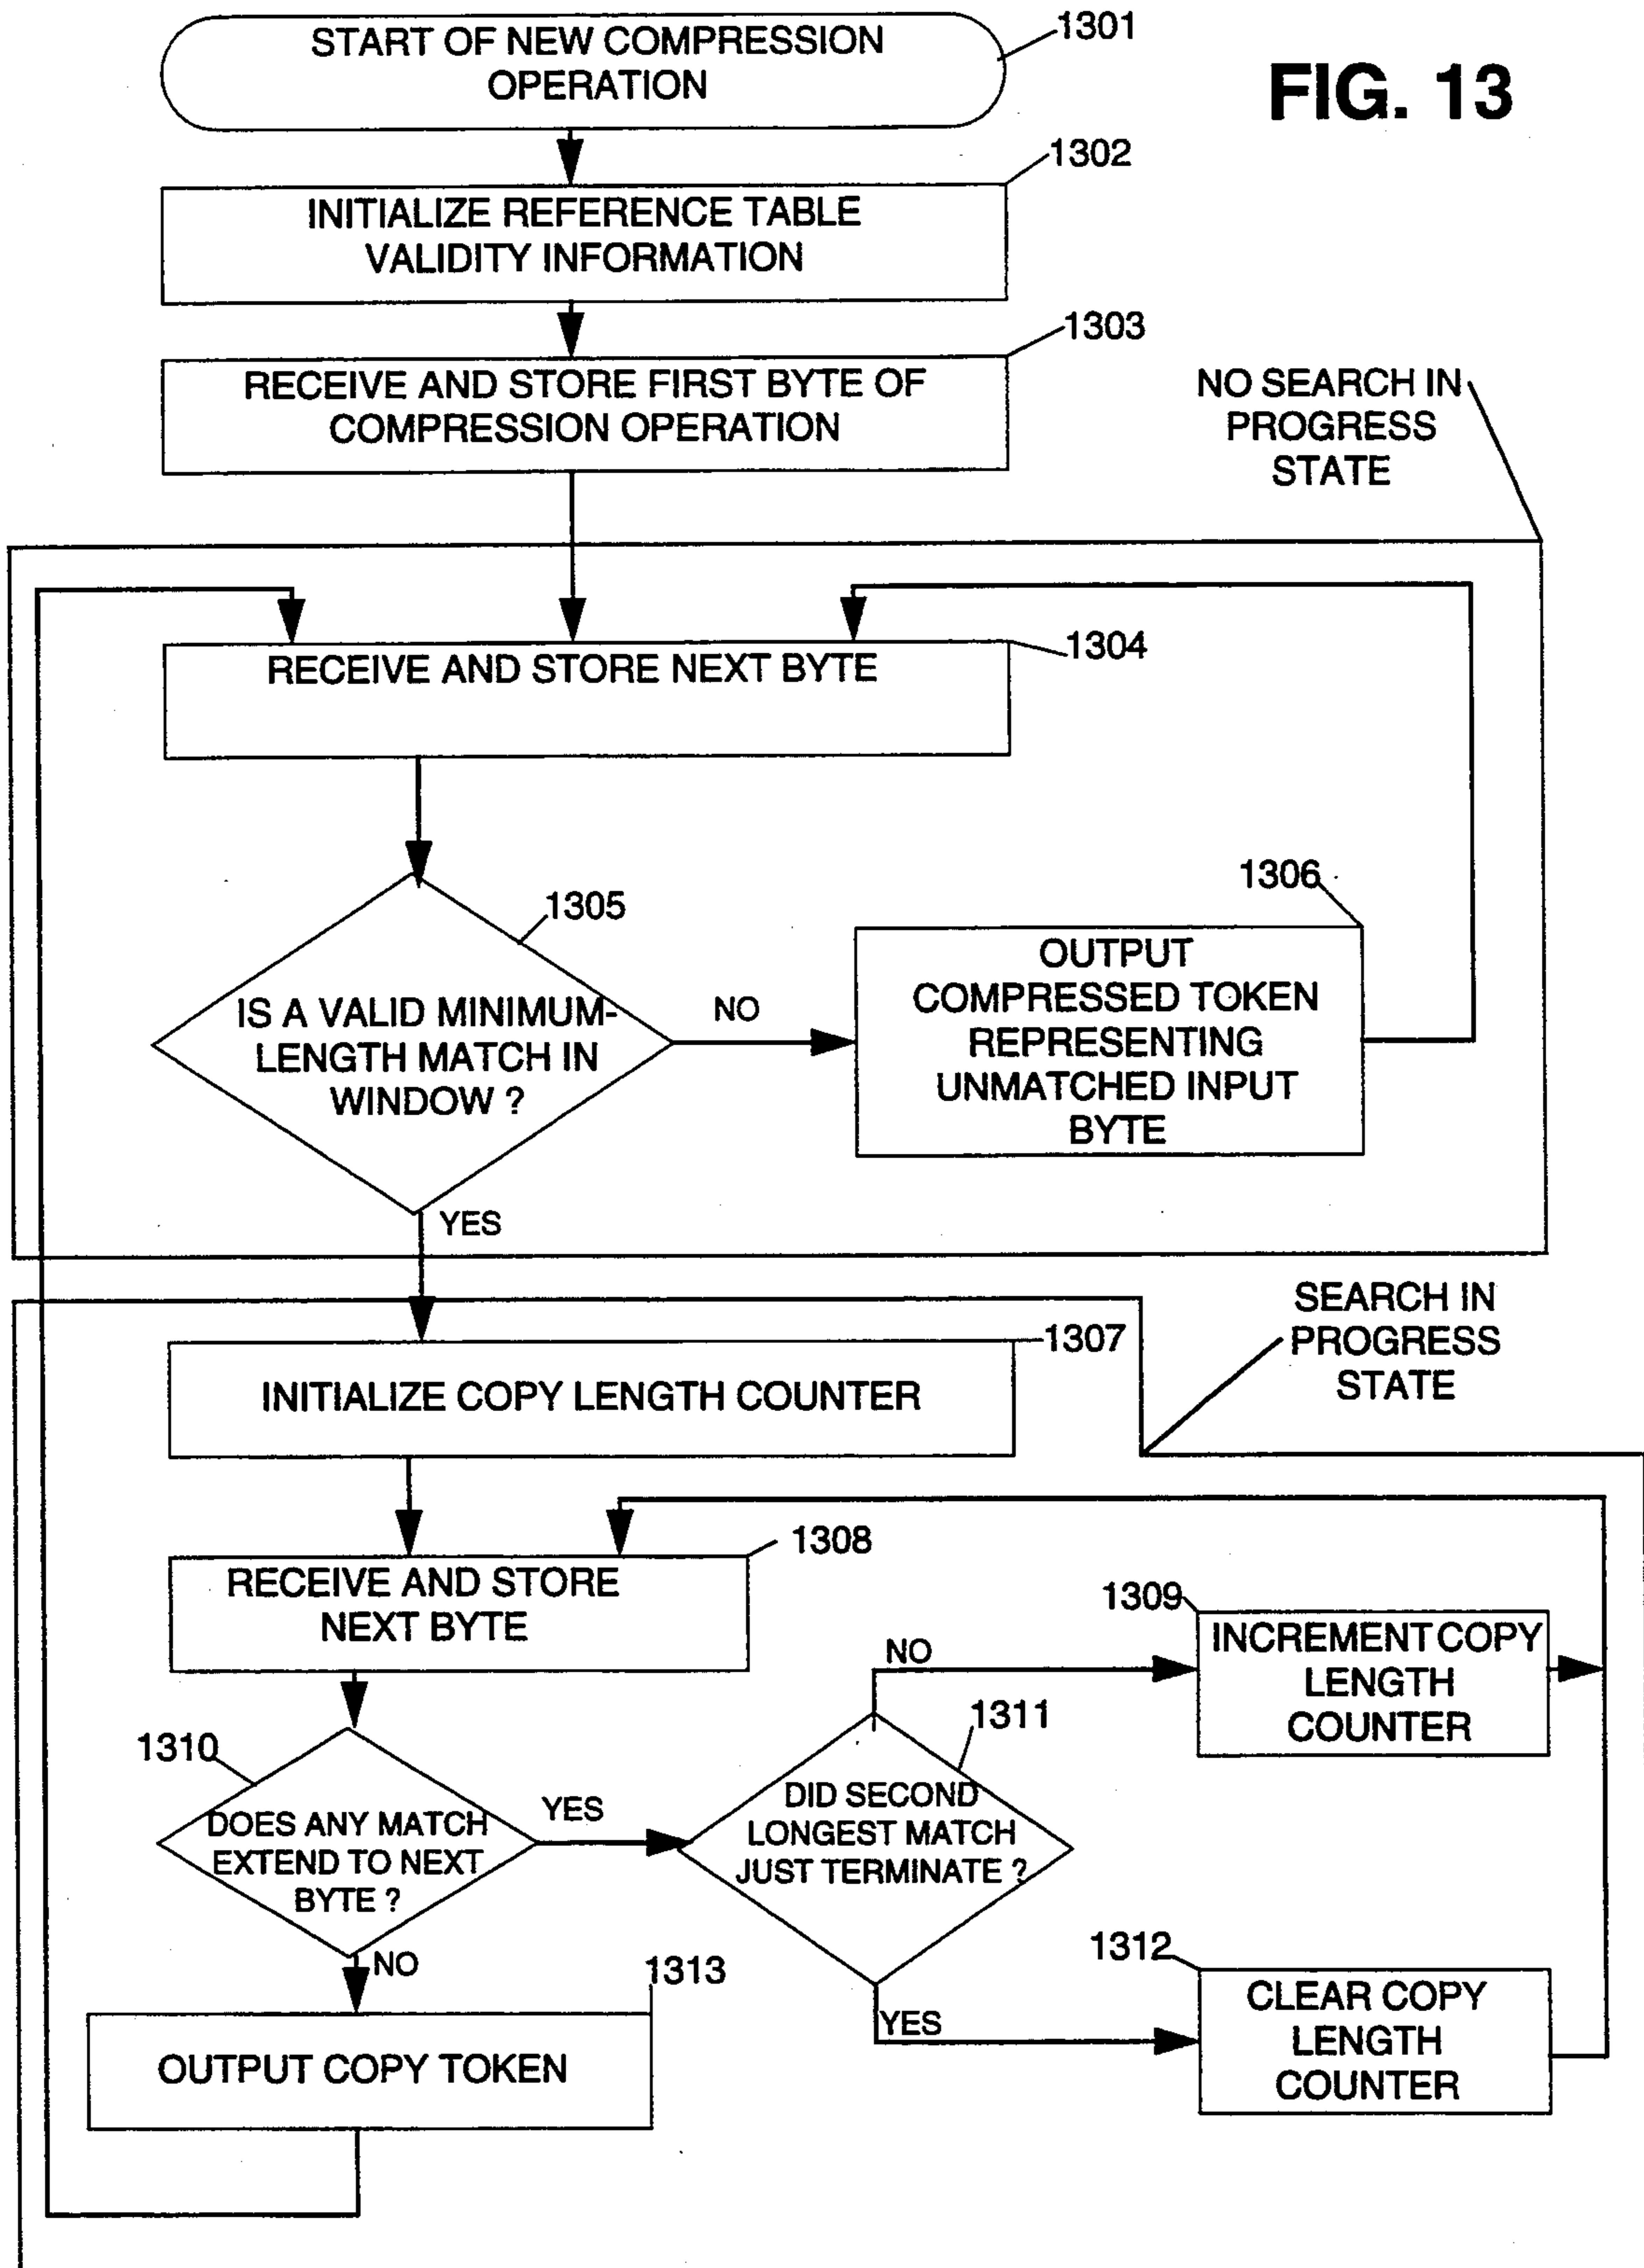 START OF NEW COMPRESSION
OPERATION
1301
FIG. 13
1302
INITIALIZE REFERENCE TABLE
VALIDITY INFORMATION
1303
RECEIVE AND STORE FIRST BYTE OF
COMPRESSION OPERATION
NO SEARCH IN
PROGRESS
STATE
1304
RECEIVE AND STORE NEXT BYTE
1305
IS A VALID MINIMUM-
LENGTH MATCH IN
WINDOW ?
NO
1306
OUTPUT
COMPRESSED TOKEN
REPRESENTING
UNMATCHED INPUT
BYTE
YES
SEARCH IN
PROGRESS
STATE
1307
INITIALIZE COPY LENGTH COUNTER
1308
RECEIVE AND STORE
NEXT BYTE
1309
INCREMENT COPY
LENGTH
COUNTER
NO
1310
DOES ANY MATCH
EXTEND TO NEXT
BYTE ?
YES
1311
DID SECOND
LONGEST MATCH
JUST TERMINATE ?
NO
1313
OUTPUT COPY TOKEN
YES
1312
CLEAR COPY
LENGTH
COUNTER